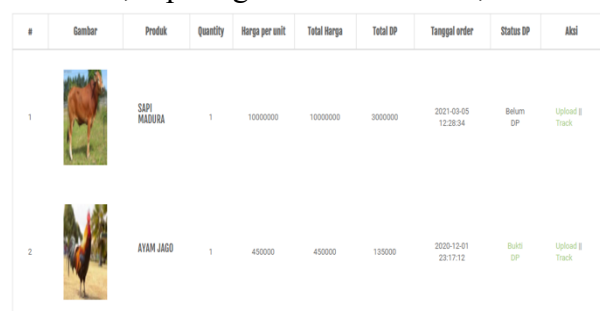 # Gambar Produk Quantity Harga per unit Total Harga Total DP Tanggal order Status DP Aksi
1 SAPI MADURA 1 10000000 10000000 3000000 2021-03-05 12:28:34 Belum DP Upload || Track
2 AYAM JAGO 1 450000 450000 135000 2020-12-01 23:17:12 Bukti DP Upload || Track